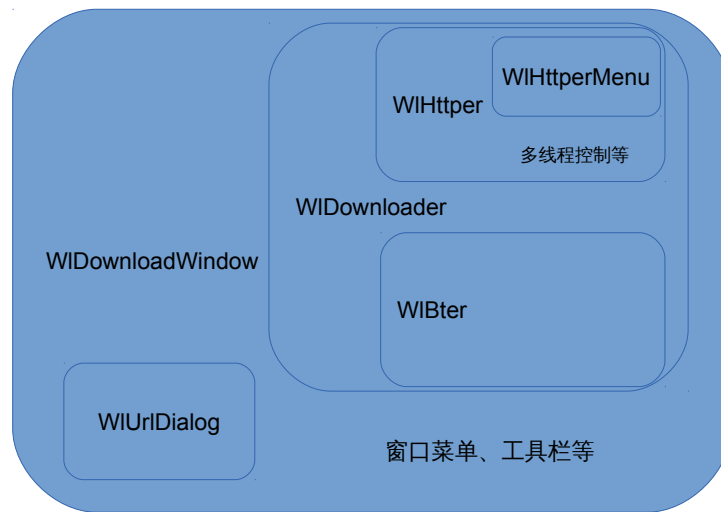 WlHttperMenu
WlHttper
多线程控制等
WlDownloader
WlDownloadWindow
WlBter
WlUrlDialog
窗口菜单、工具栏等